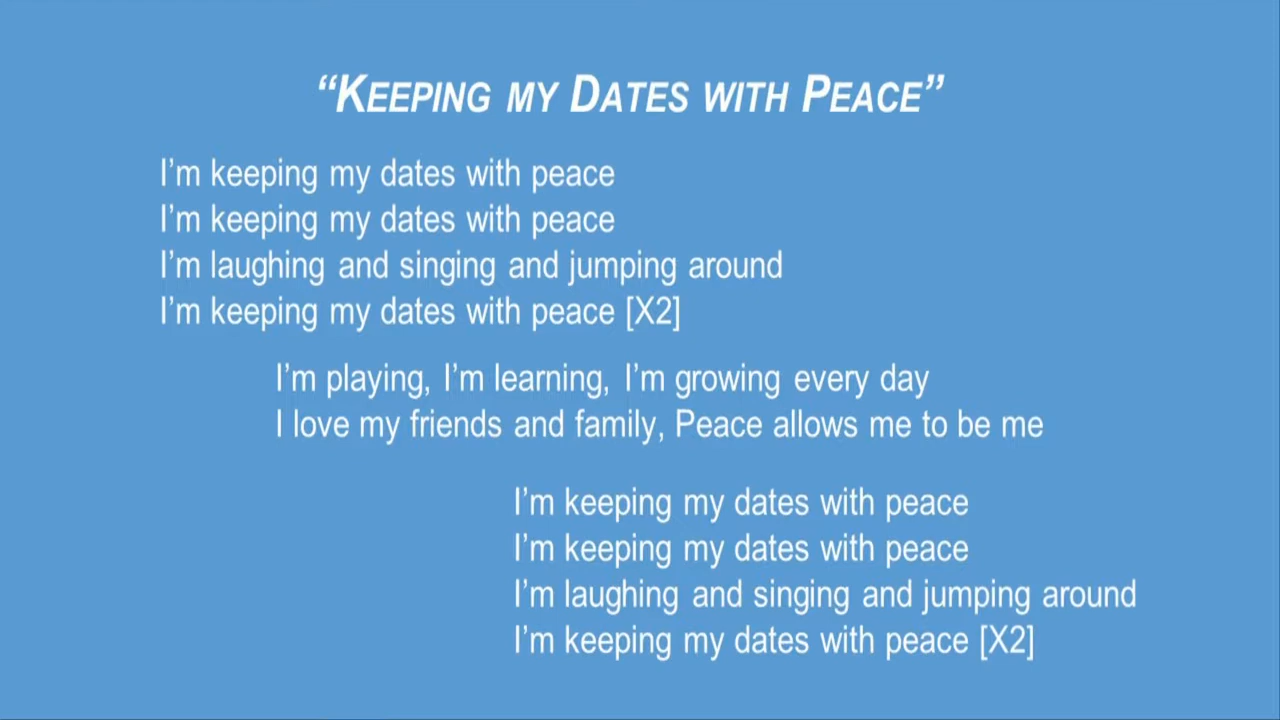 “Keeping my Dates with Peace”
I’m keeping my dates with peace
I’m keeping my dates with peace
I’m laughing and singing and jumping around
I’m keeping my dates with peace [X2]
I’m playing, I’m learning, I’m growing every day
I love my friends and family, Peace allows me to be me
I’m keeping my dates with peace
I’m keeping my dates with peace
I’m laughing and singing and jumping around
I’m keeping my dates with peace [X2]